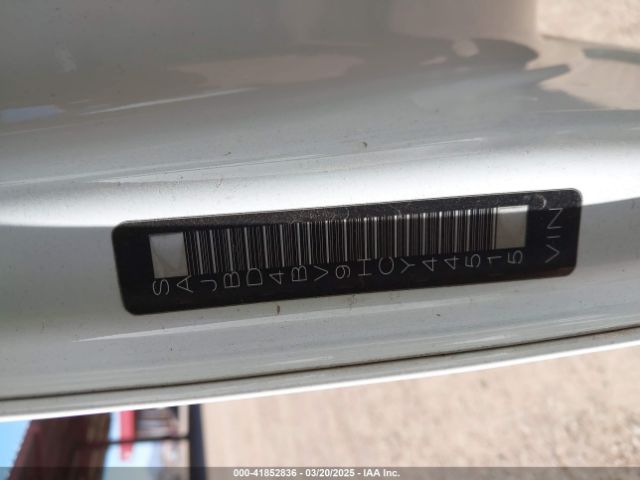 SAJBD4BV9HCY44515
VIN
000-41852836 - 03/20/2025 - IAA Inc.